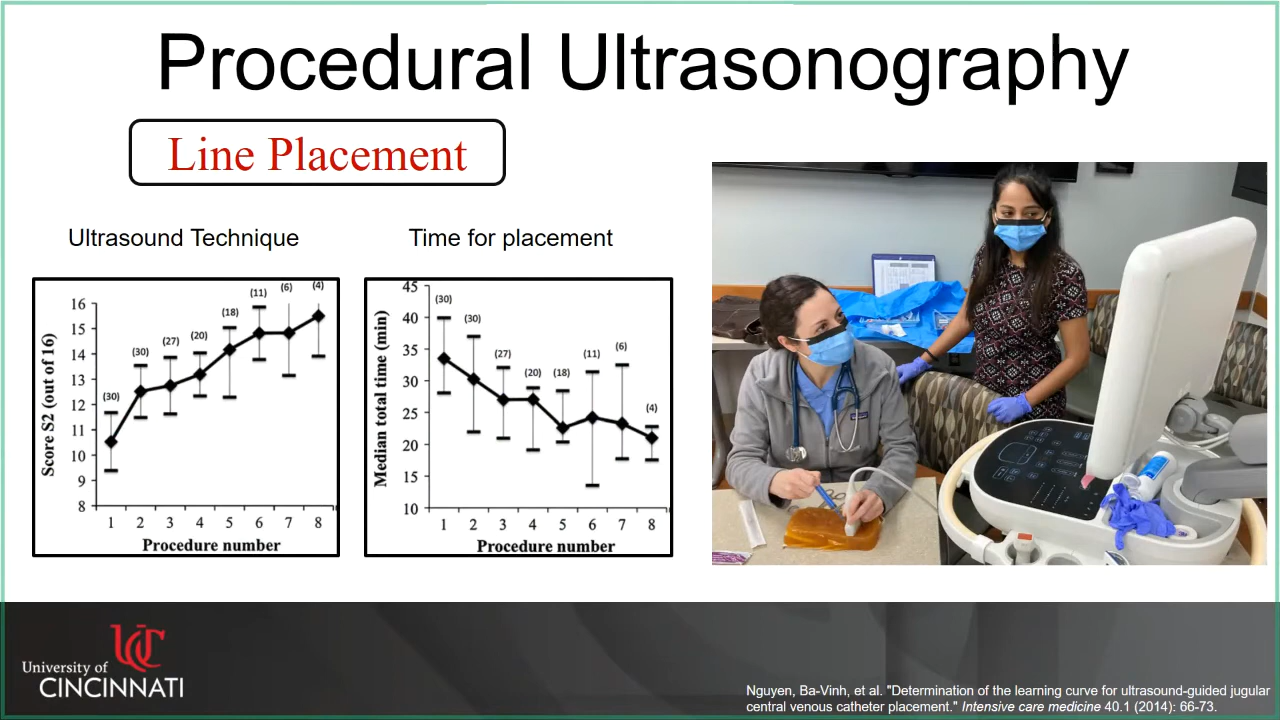 Procedural Ultrasonography
Line Placement
Ultrasound Technique
Score S2 (out of 16)
16
15
14
13
12
11
10
9
8
(30)
(30)
(27)
(20)
(18)
(11)
(6)
(4)
1 2 3 4 5 6 7 8
Procedure number
Time for placement
Median total time (min)
45
40
35
30
25
20
15
10
(30)
(30)
(27)
(20)
(18)
(11)
(6)
(4)
1 2 3 4 5 6 7 8
Procedure number
UC
University of
CINCINNATI
Nguyen, Ba-Vinh, et al. "Determination of the learning curve for ultrasound-guided jugular
central venous catheter placement." Intensive care medicine 40.1 (2014): 66-73.